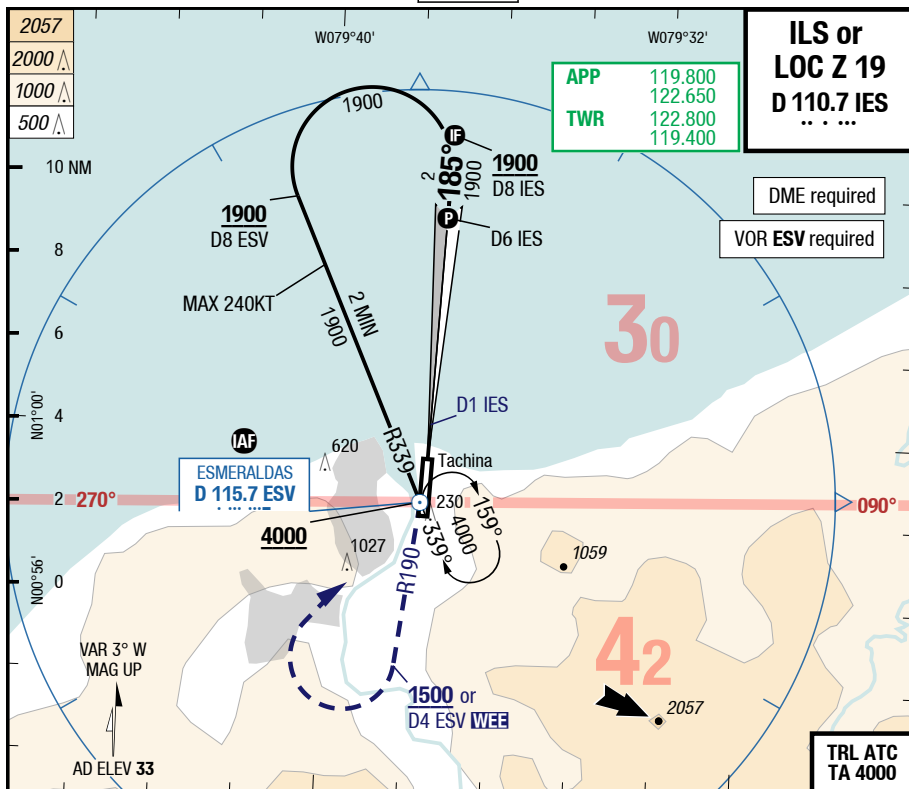 2057
2000
1000
500
W079°40'
W079°32'
ILS or
LOC Z 19
D 110.7 IES
APP 119.800
122.650
TWR 122.800
119.400
DME required
VOR ESV required
1900
IF
1900
D8 IES
2
185°
1900
P
D6 IES
10 NM
8
6
4
2
0
1900
D8 ESV
MAX 240KT
2 MIN
1900
30
N01°00'
D1 IES
R339
IAF
620
ESMERALDAS
D 115.7 ESV
Tachina
270°
230
159°
090°
4000
4000
339°
1027
R190
1059
N00°56'
42
VAR 3° W
MAG UP
1500 or
D4 ESV WEE
2057
AD ELEV 33
TRL ATC
TA 4000